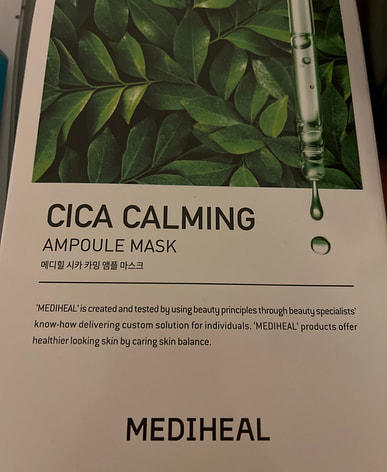 CICA CALMING
AMPOULE MASK
메디힐 시카 카밍 앰플 마스크
'MEDIHEAL' is created and tested by using beauty principles through beauty specialists'
know-how delivering custom solution for individuals. 'MEDIHEAL' products offer
healthier looking skin by caring skin balance.
MEDIHEAL